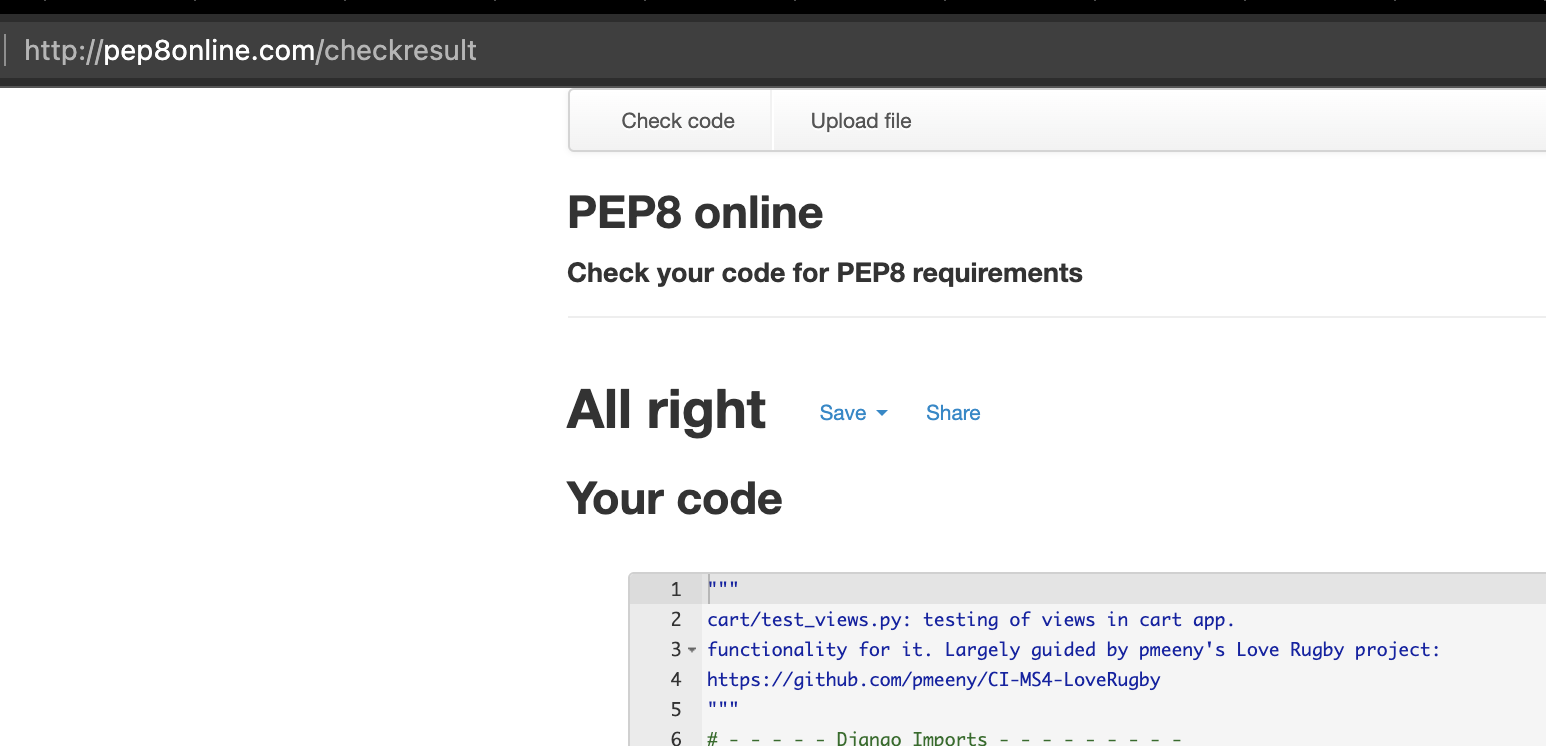 http://pep8online.com/checkresult
Check code Upload file
PEP8 online
Check your code for PEP8 requirements
All right Save Share
Your code
1 """
2 cart/test_views.py: testing of views in cart app.
3 functionality for it. Largely guided by pmeeny's Love Rugby project:
4 https://github.com/pmeeny/CI-MS4-LoveRugby
5 """
6 # - - - - - Django Imports - - - - - - - - -